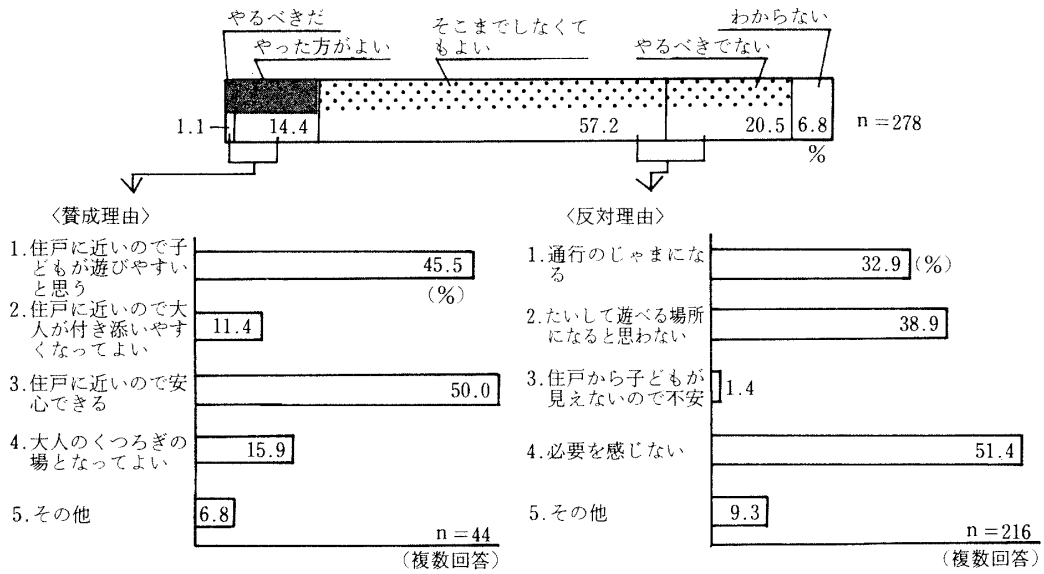 やるべきだ
やった方がよい
そこまでしなくて
もよい
やるべきでない
わからない
1.1
14.4
57.2
20.5
6.8
n=278
%
〈賛成理由〉
1.住戸に近いので子
どもが遊びやすい
と思う
45.5
(%)
2.住戸に近いので大
人が付き添いやす
くなってよい
11.4
3.住戸に近いので安
心できる
50.0
4.大人のくつろぎの
場となってよい
15.9
5.その他
6.8
n=44
(複数回答)
〈反対理由〉
1.通行のじゃまにな
る
32.9
(%)
2.たいして遊べる場所
になると思わない
38.9
3.住戸から子どもが
見えないので不安
1.4
4.必要を感じない
51.4
5.その他
9.3
n=216
(複数回答)